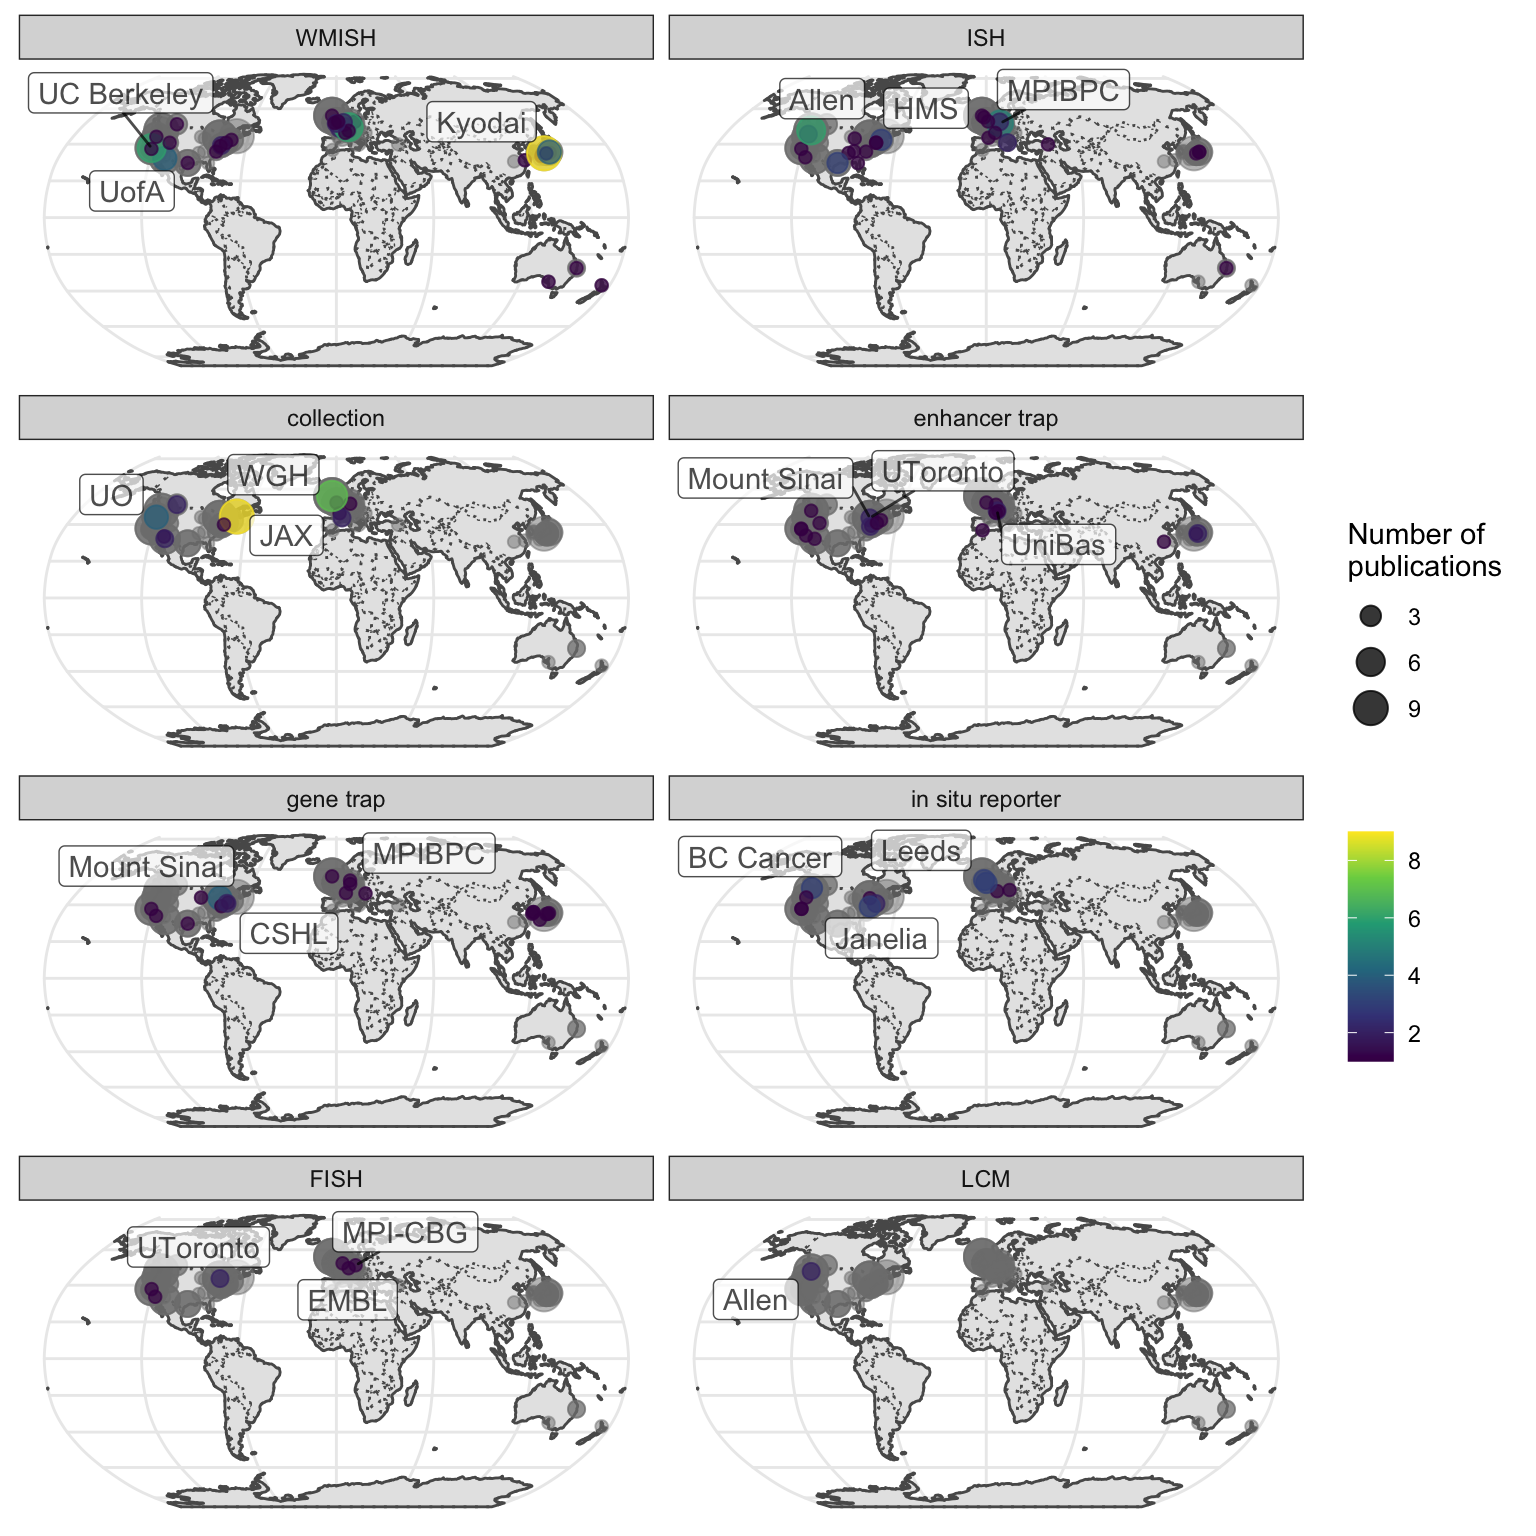 WMISH
ISH
UC Berkeley
Kyodai
UofA
Allen
HMS
MPIBPC
collection
enhancer trap
UO
WGH
JAX
Mount Sinai
UToronto
UniBas
gene trap
in situ reporter
Mount Sinai
MPIBPC
CSHL
BC Cancer
Leeds
Janelia
FISH
LCM
UToronto
MPI-CBG
EMBL
Allen
Number of
publications
3
6
9
8
6
4
2